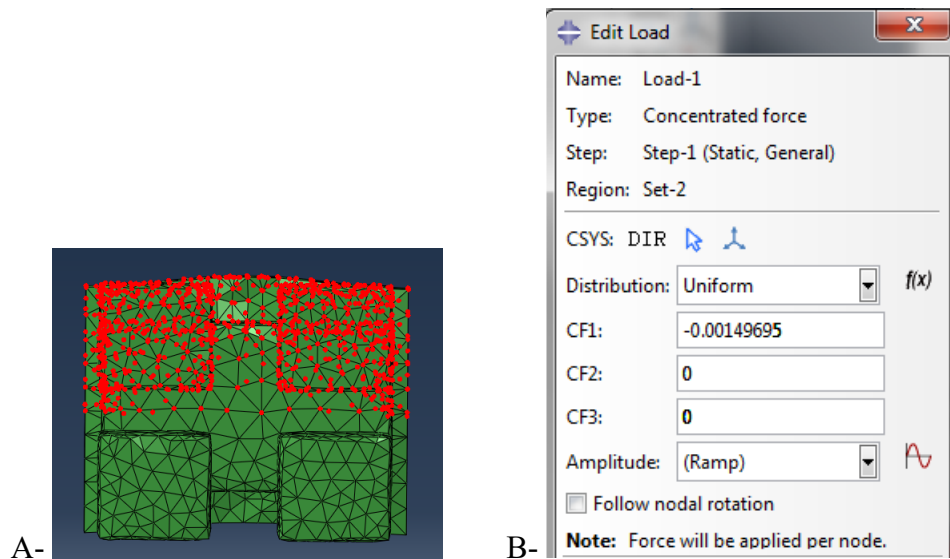 Edit Load
Name: Load-1
Type: Concentrated force
Step: Step-1 (Static, General)
Region: Set-2
CSYS: DIR
Distribution: Uniform f(x)
CF1: -0.00149695
CF2: 0
CF3: 0
Amplitude: (Ramp)
Follow nodal rotation
A- B- Note: Force will be applied per node.